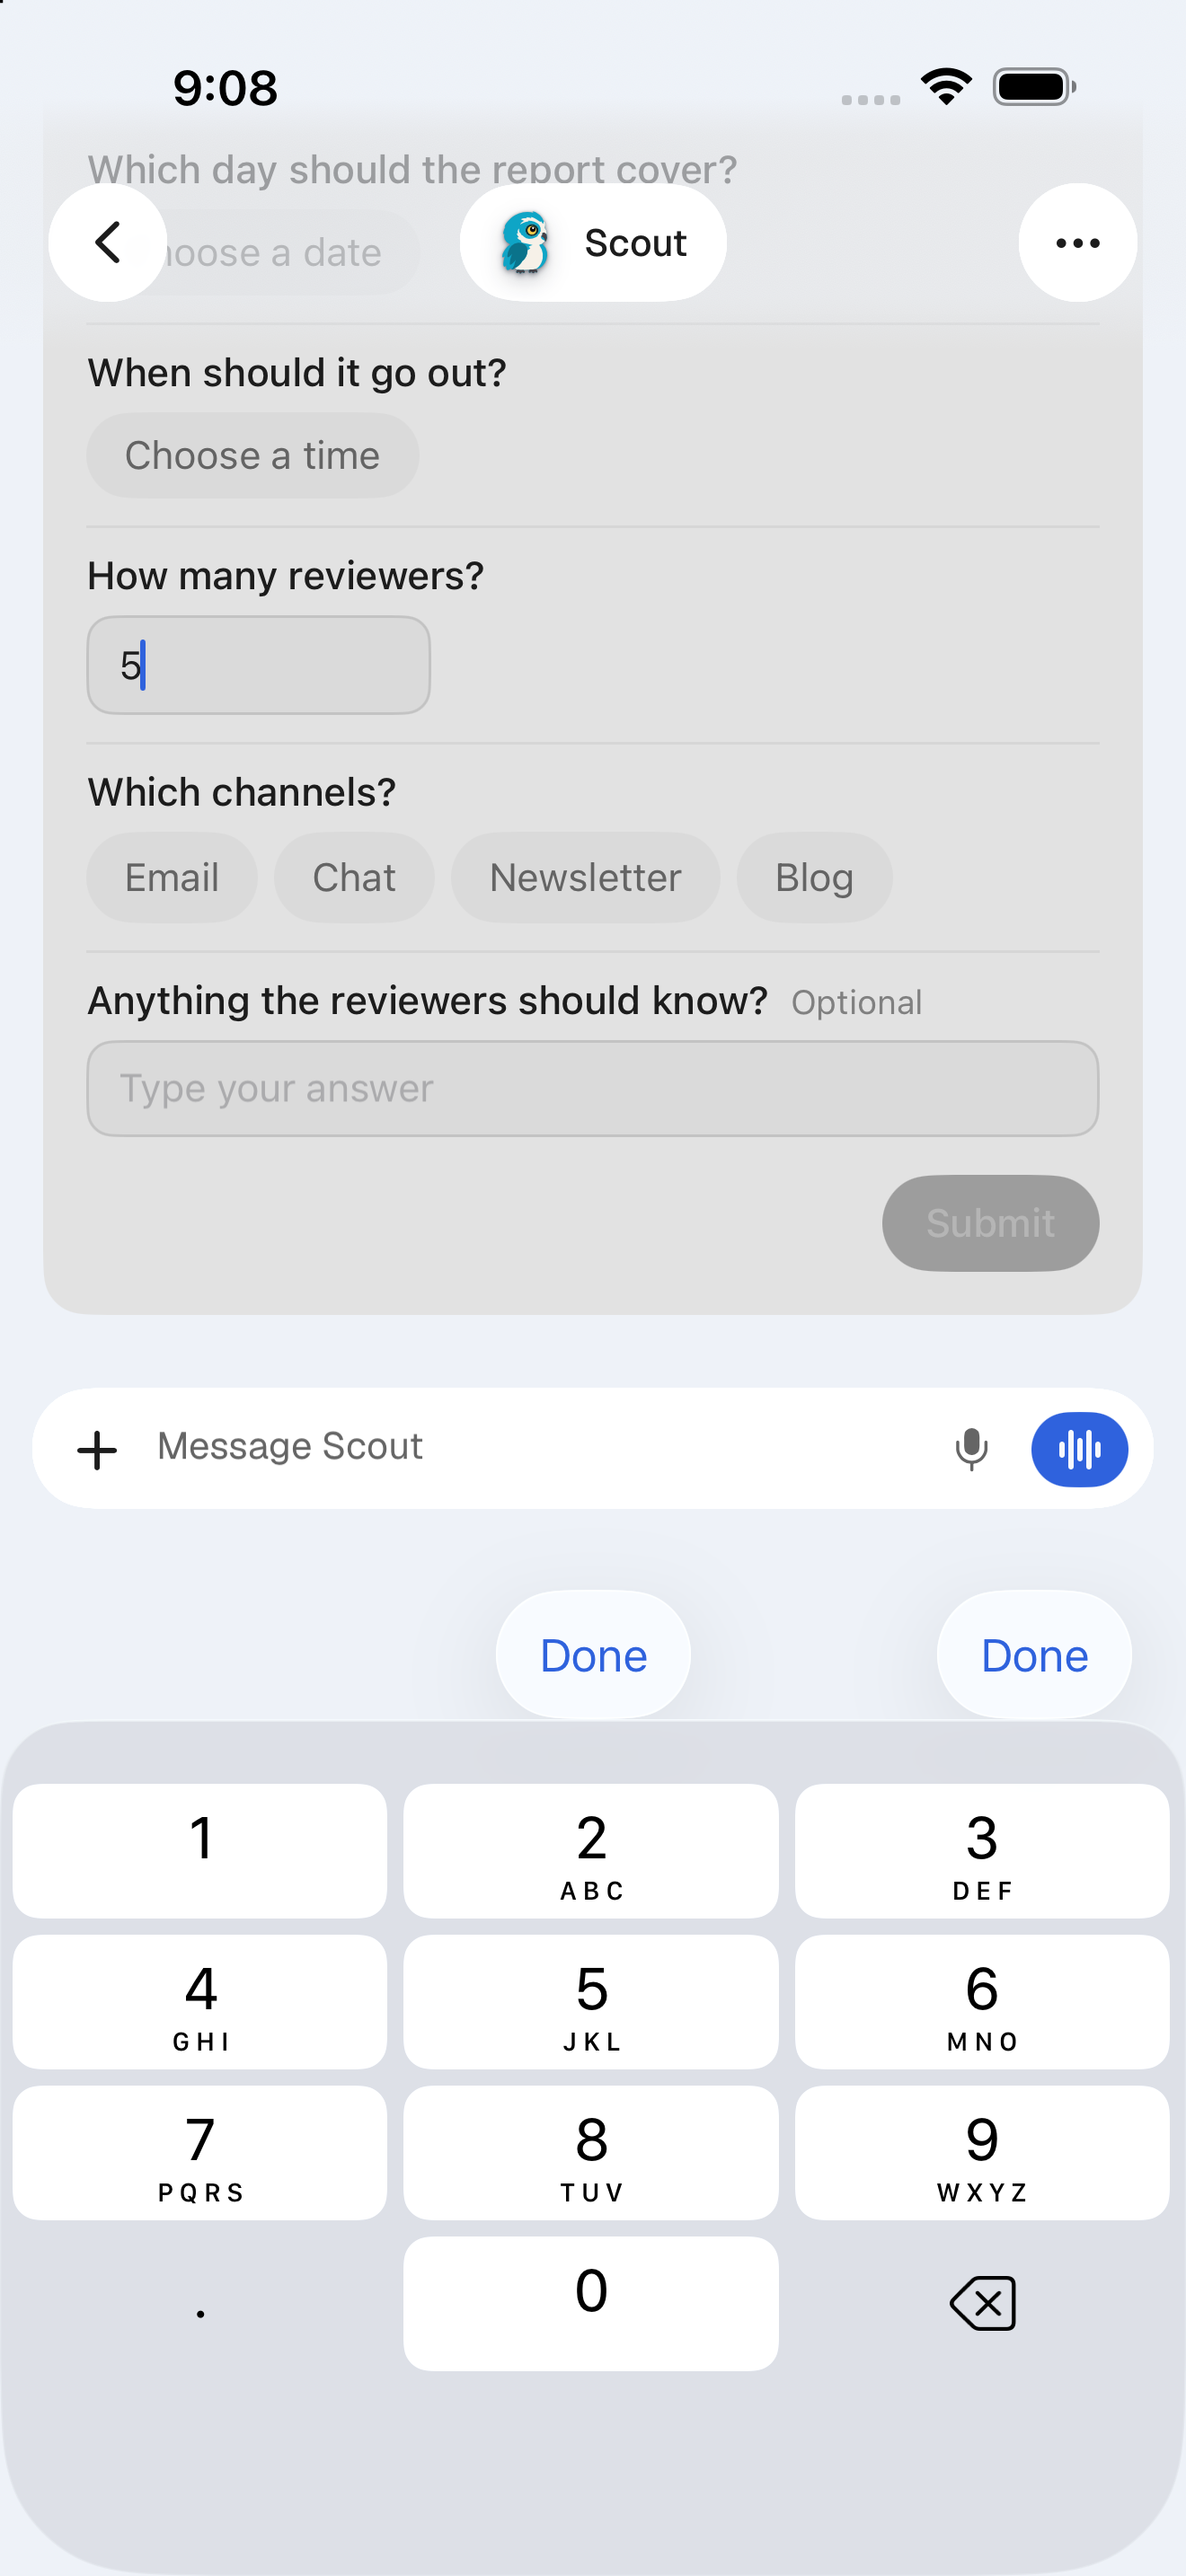 9:08
Which day should the report cover?
hoose a date
Scout
When should it go out?
Choose a time
How many reviewers?
5
Which channels?
Email Chat Newsletter Blog
Anything the reviewers should know? Optional
Type your answer
Submit
Message Scout
Done Done
1 2 3
ABC DEF
4 5 6
GHI JKL MNO
7 8 9
PQRS TUV WXYZ
. 0